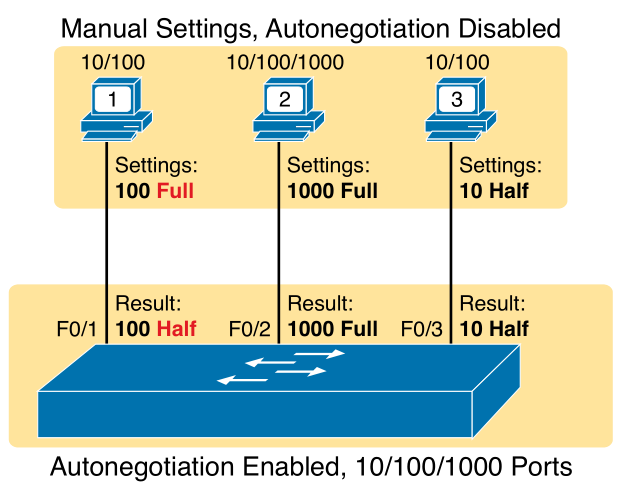 Manual Settings, Autonegotiation Disabled
10/100 10/100/1000 10/100
1 2 3
Settings: Settings: Settings:
100 Full 1000 Full 10 Half
Result: Result: Result:
F0/1 100 Half F0/2 1000 Full F0/3 10 Half
Autonegotiation Enabled, 10/100/1000 Ports